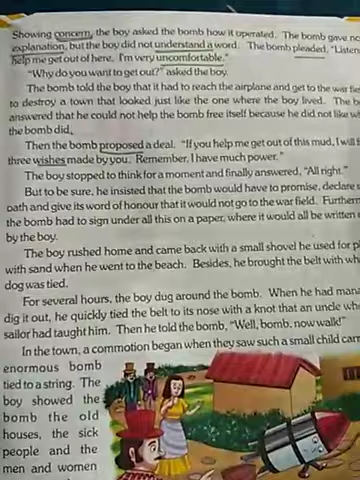 Showing concern, the boy asked the bomb how it operated. The bomb gave no
explanation, but the boy did not understand a word. The bomb pleaded, "Listen
help me get out of here. I'm very uncomfortable."
"Why do you want to get out?" asked the boy.
The bomb told the boy that it had to reach the airplane and get to the war
to destroy a town that looked just like the one where the boy lived. The
answered that he could not help the bomb free itself because he did not like
the bomb did.
Then the bomb proposed a deal. "If you help me get out of this mud, I will
three wishes made by you. Remember, I have much power."
The boy stopped to think for a moment and finally answered, "All right."
But to be sure, he insisted that the bomb would have to promise, declare
oath and give its word of honour that it would not go to the war field.
the bomb had to sign under all this on a paper, where it would all be written
by the boy.
The boy rushed home and came back with a small shovel he used for
with sand when he went to the beach. Besides, he brought the belt with
dog was tied.
For several hours, the boy dug around the bomb. When he had
dig it out, he quickly tied the belt to its nose with a knot that an uncle
sailor had taught him. Then he told the bomb, "Well, bomb, now walk!"
In the town, a commotion began when they saw such a small child
enormous bomb
tied to a string. The
boy showed the
bomb the old
houses, the sick
people and the
men and women